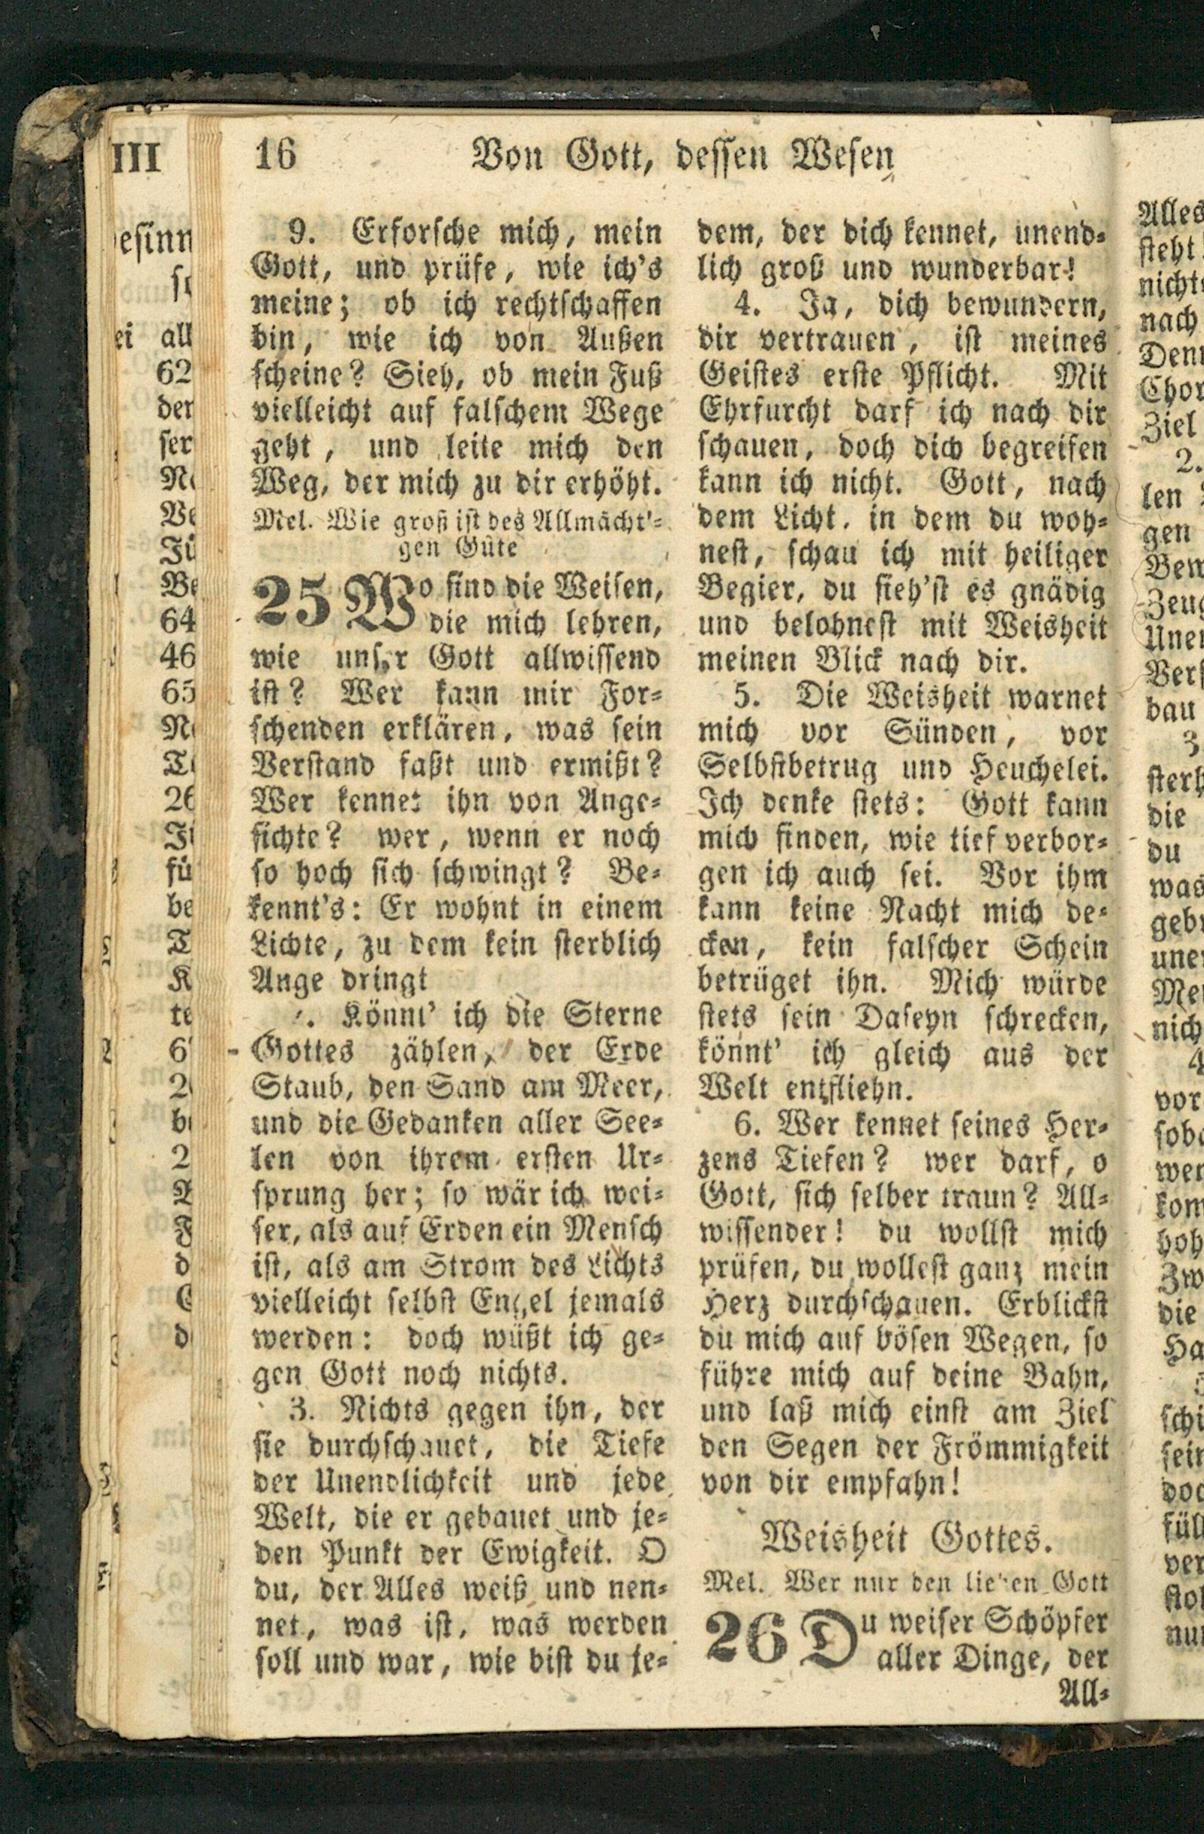 16 Von Gott, dessen Wesen
9. Erforsche mich, mein
Gott, und prüfe, wie ich's
meine; ob ich rechtschaffen
bin, wie ich von Außen
scheine? Sieh, ob mein Fuß
vielleicht auf falschem Wege
geht, und leite mich den
Weg, der mich zu dir erhöht.
Mel. Wie groß ist des Allmächt'=
gen Güte
25 Wo sind die Weisen,
die mich lehren,
wie unser Gott allwissend
ist? Wer kann mir For=
schenden erklären, was sein
Verstand faßt und ermißt?
Wer kennet ihn von Ange=
sichte? wer, wenn er noch
so hoch sich schwingt? Be=
kennt's: Er wohnt in einem
Lichte, zu dem kein sterblich
Auge dringt
. Könnt' ich die Sterne
Gottes zählen, der Erde
Staub, den Sand am Meer,
und die Gedanken aller See=
len von ihrem ersten Ur=
sprung her; so wär ich wei=
ser, als auf Erden ein Mensch
ist, als am Strom des Lichts
vielleicht selbst Engel jemals
werden: doch wüßt ich ge=
gen Gott noch nichts.
3. Nichts gegen ihn, der
sie durchschauet, die Tiefe
der Unendlichkeit und jede
Welt, die er gebauet und je=
den Punkt der Ewigkeit. O
du, der Alles weiß und nen=
net, was ist, was werden
soll und war, wie bist du je=
dem, der dich kennet, unend=
lich groß und wunderbar!
4. Ja, dich bewundern,
dir vertrauen, ist meines
Geistes erste Pflicht. Mit
Ehrfurcht darf ich nach dir
schauen, doch dich begreifen
kann ich nicht. Gott, nach
dem Licht, in dem du woh=
nest, schau ich mit heiliger
Begier, du sieh'st es gnädig
und belohnest mit Weisheit
meinen Blick nach dir.
5. Die Weisheit warnet
mich vor Sünden, vor
Selbstbetrug und Heuchelei.
Ich denke stets: Gott kann
mich finden, wie tief verbor=
gen ich auch sei. Vor ihm
kann keine Nacht mich de=
cken, kein falscher Schein
betrüget ihn. Mich würde
stets sein Daseyn schrecken,
könnt' ich gleich aus der
Welt entfliehn.
6. Wer kennet seines Her=
zens Tiefen? wer darf, o
Gott, sich selber traun? All=
wissender! du wollst mich
prüfen, du wollest ganz mein
Herz durchschauen. Erblickst
du mich auf bösen Wegen, so
führe mich auf deine Bahn,
und laß mich einst am Ziel
den Segen der Frömmigkeit
von dir empfahn!
Weisheit Gottes.
Mel. Wer nur den lieben Gott
26 Du weiser Schöpfer
aller Dinge, der
All=